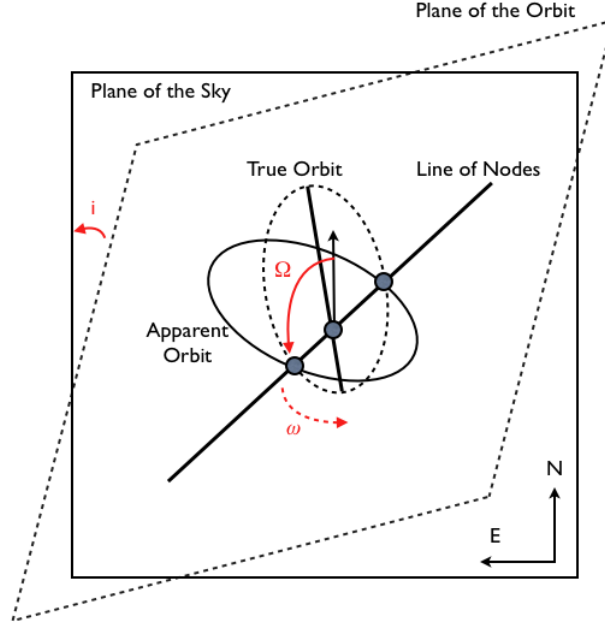 Plane of the Orbit
Plane of the Sky
True Orbit
Line of Nodes
i
Ω
Apparent
Orbit
ω
N
E